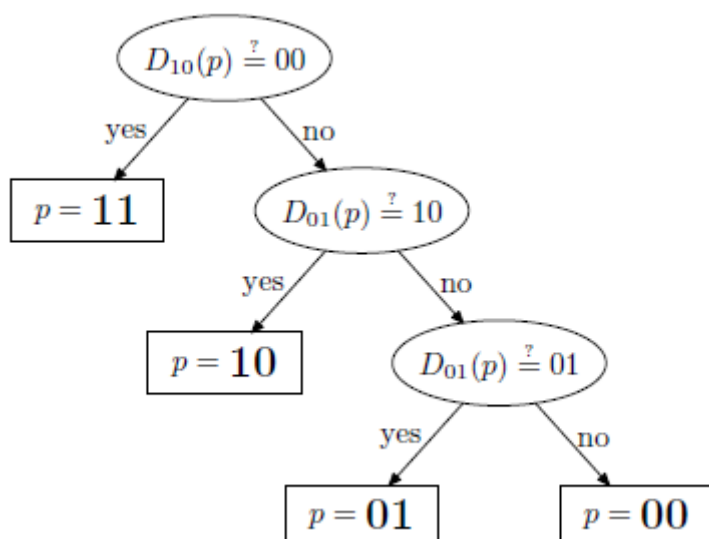 D₁₀(p) ≟ 00
yes
no
p = 11
D₀₁(p) ≟ 10
yes
no
p = 10
D₀₁(p) ≟ 01
yes
no
p = 01
p = 00